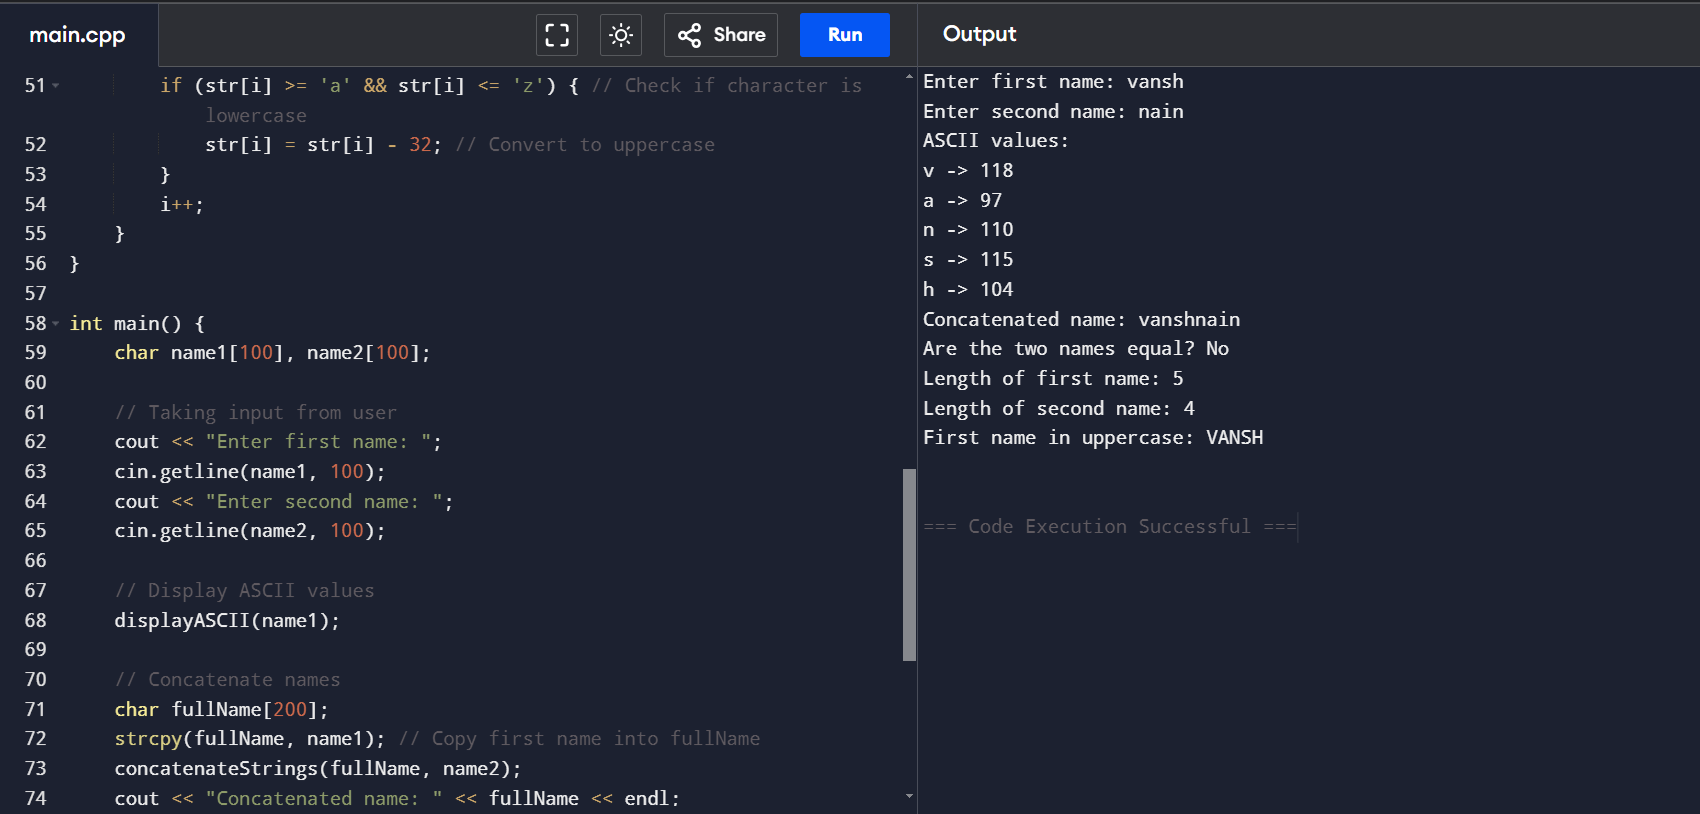 main.cpp
Share
Run
Output
51 if (str[i] >= 'a' && str[i] <= 'z') { // Check if character is
lowercase
52 str[i] = str[i] - 32; // Convert to uppercase
53 }
54 i++;
55 }
56 }
57
58 int main() {
59 char name1[100], name2[100];
60
61 // Taking input from user
62 cout << "Enter first name: ";
63 cin.getline(name1, 100);
64 cout << "Enter second name: ";
65 cin.getline(name2, 100);
66
67 // Display ASCII values
68 displayASCII(name1);
69
70 // Concatenate names
71 char fullName[200];
72 strcpy(fullName, name1); // Copy first name into fullName
73 concatenateStrings(fullName, name2);
74 cout << "Concatenated name: " << fullName << endl;
Enter first name: vansh
Enter second name: nain
ASCII values:
v -> 118
a -> 97
n -> 110
s -> 115
h -> 104
Concatenated name: vanshnain
Are the two names equal? No
Length of first name: 5
Length of second name: 4
First name in uppercase: VANSH
=== Code Execution Successful ===